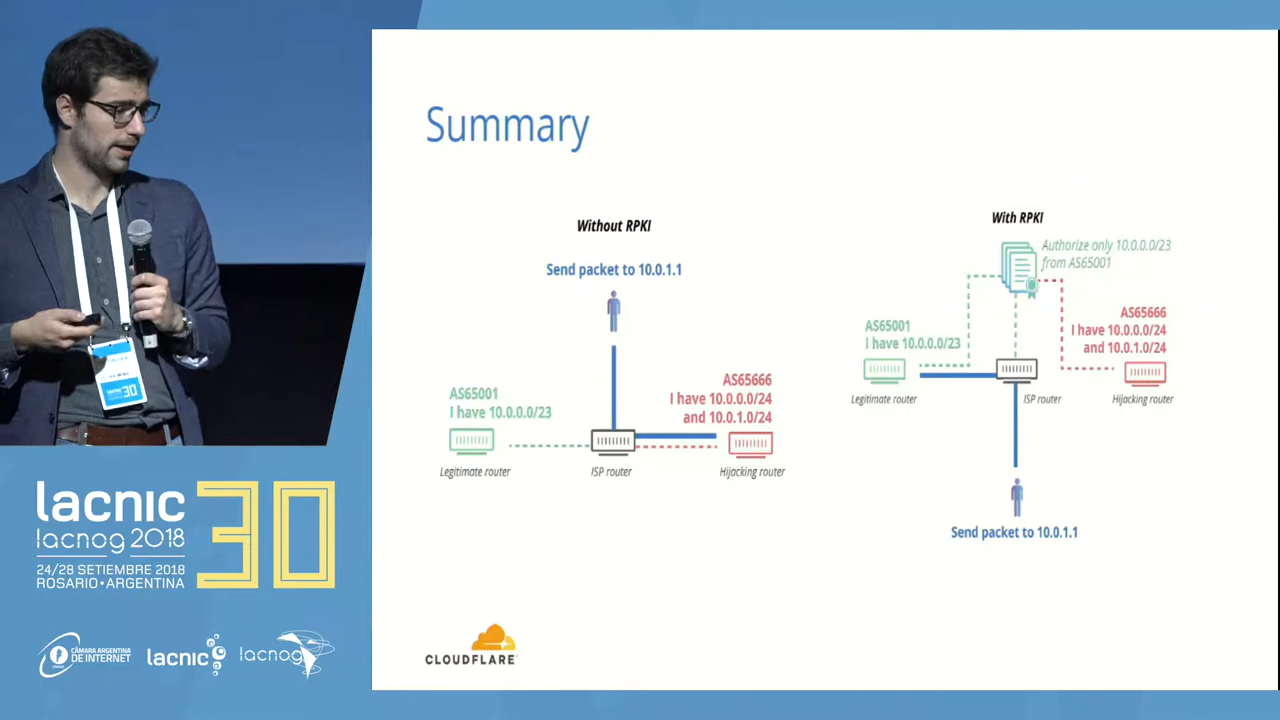 Summary
Without RPKI
Send packet to 10.0.1.1
AS65001
I have 10.0.0.0/23
AS65666
I have 10.0.0.0/24
and 10.0.1.0/24
Legitimate router
ISP router
Hijacking router
With RPKI
Authorize only 10.0.0.0/23
from AS65001
AS65001
I have 10.0.0.0/23
AS65666
I have 10.0.0.0/24
and 10.0.1.0/24
Legitimate router
ISP router
Hijacking router
Send packet to 10.0.1.1
CLOUDFLARE
30
lacnic
lacnog 2018
24/28 SETIEMBRE 2018
ROSARIO•ARGENTINA
30
CÁMARA ARGENTINA
DE INTERNET
lacnic
lacnog